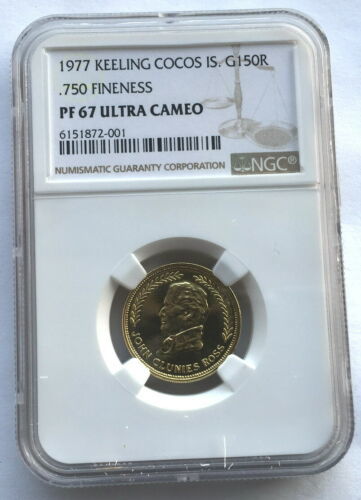 1977 KEELING COCOS IS. G150R
.750 FINENESS
PF 67 ULTRA CAMEO
6151872-001
NUMISMATIC GUARANTY CORPORATION
NGC®
JOHN CLUNIES ROSS